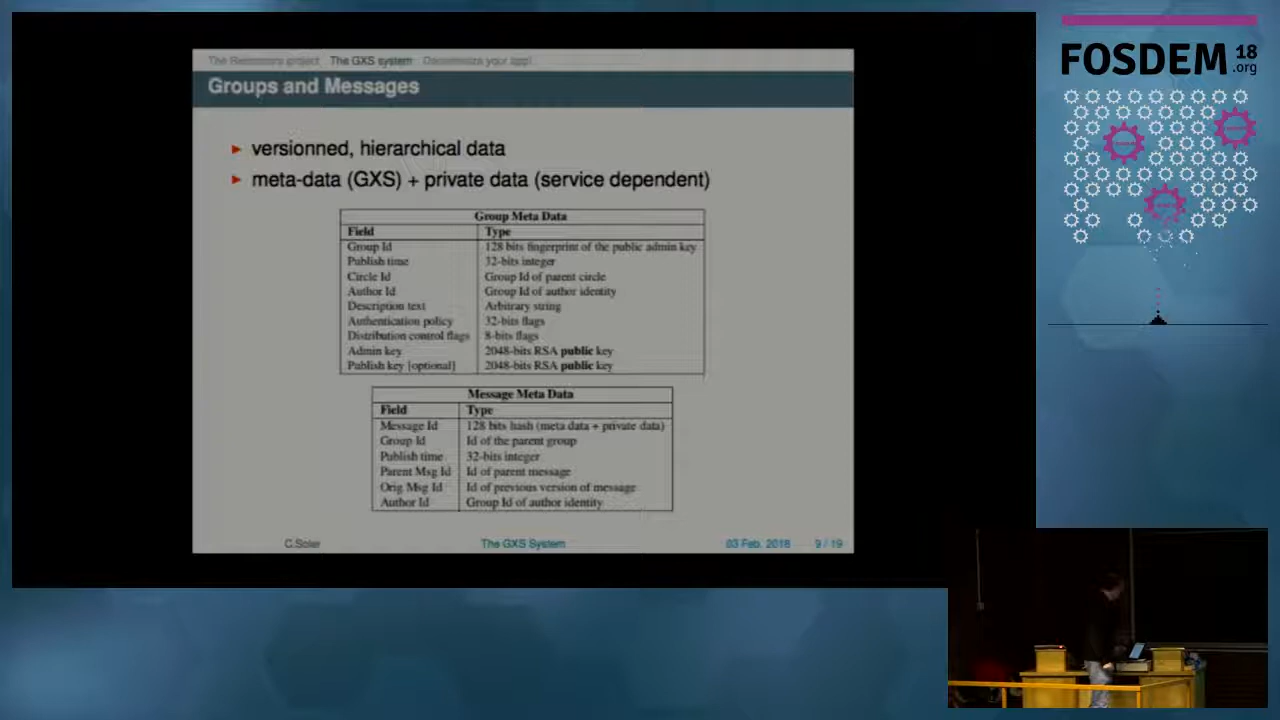 The Retroshare project The GXS system Decentralize your app!
Groups and Messages
versionned, hierarchical data
meta-data (GXS) + private data (service dependent)
Group Meta Data
Field Type
Group Id 128 bits fingerprint of the public admin key
Publish time 32-bits integer
Circle Id Group Id of parent circle
Author Id Group Id of author identity
Description text Arbitrary string
Authentication policy 32-bits flags
Distribution control flags 8-bits flags
Admin key 2048-bits RSA public key
Publish key [optional] 2048-bits RSA public key
Message Meta Data
Field Type
Message Id 128 bits hash (meta data + private data)
Group Id Id of the parent group
Publish time 32-bits integer
Parent Msg Id Id of parent message
Orig Msg Id Id of previous version of message
Author Id Group Id of author identity
C.Soler The GXS System 03 Feb. 2018 9 / 19
FOSDEM 18
.org